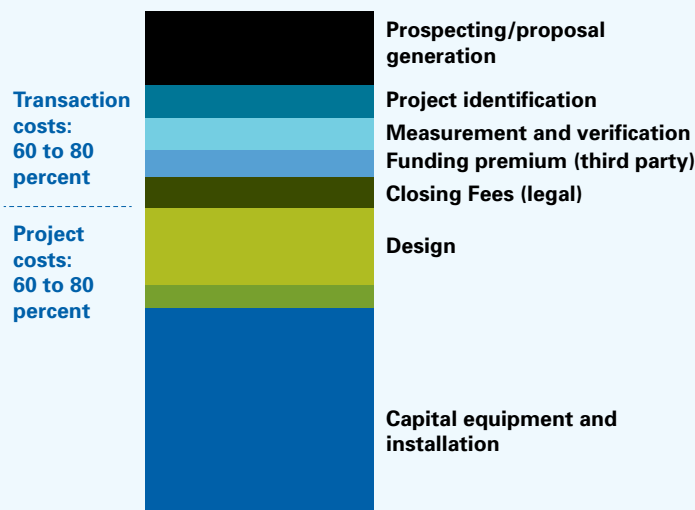 Prospecting/proposal
generation
Transaction
costs:
60 to 80
percent
Project identification
Measurement and verification
Funding premium (third party)
Closing Fees (legal)
Project
costs:
60 to 80
percent
Design
Capital equipment and
installation